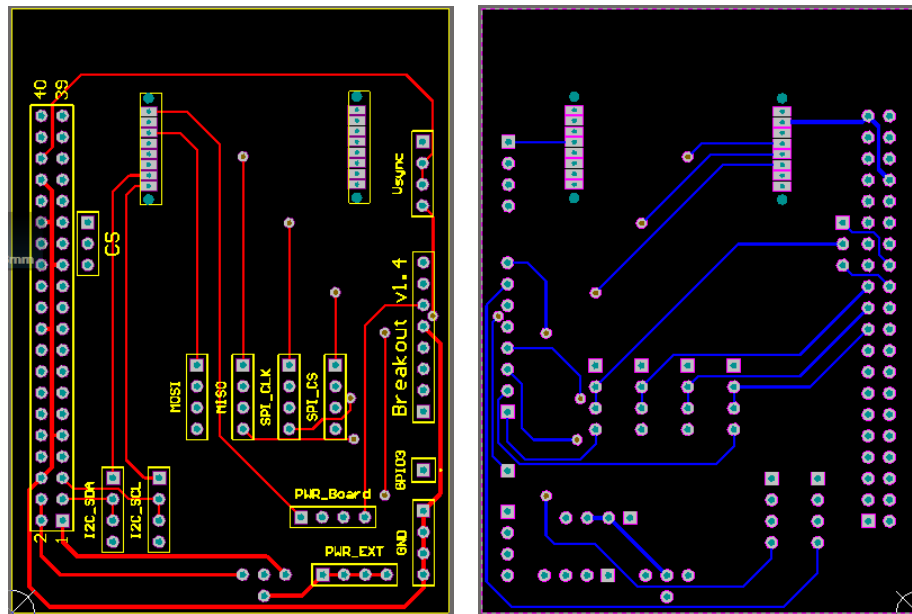 40
39
Vsync
CS
mm
Breakout v1.4
MOSI
MISO
SPI_CLK
SPI_CS
GPIO3
I2C_SDA
I2C_SCL
PWR_Board
GND
PWR_EXT
2
1